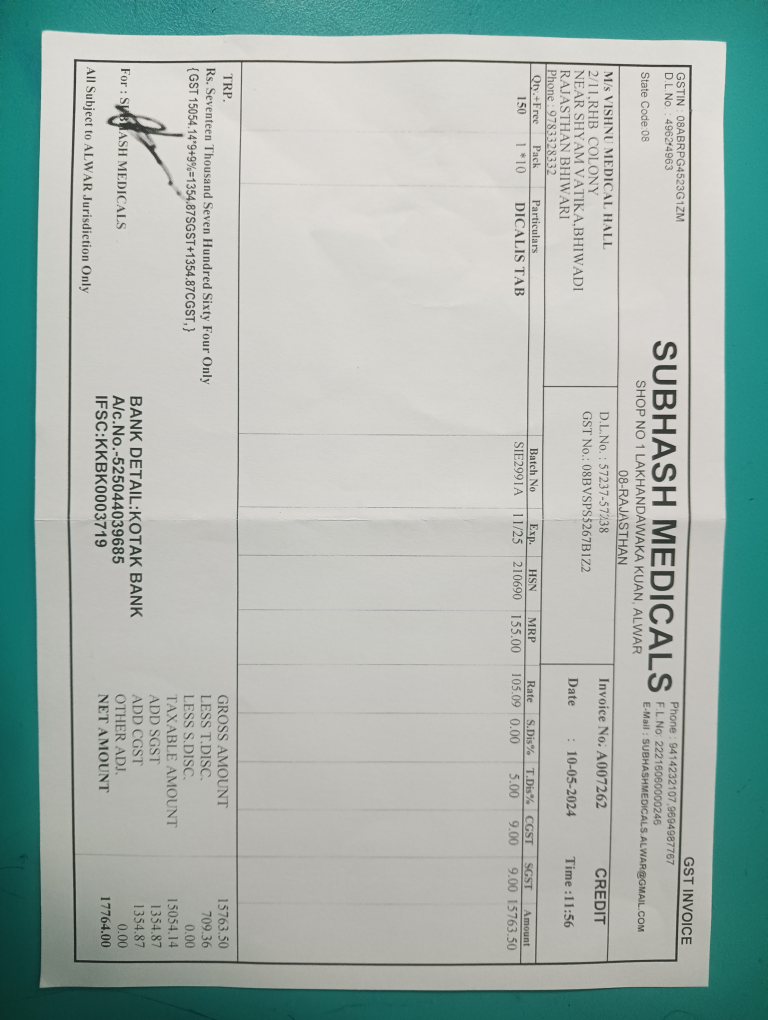 GST INVOICE
GSTIN : 08ABRPG4523G1ZM
D.L.No. : 4962*4963
State Code 08
SUBHASH MEDICALS
SHOP NO 1 LAKHANDAWAKA KUAN, ALWAR
08-RAJASTHAN
Phone : 9414232107,9694987767
F.L.No: 22216060000246
E-Mail : SUBHASHMEDICALS.ALWAR@GMAIL.COM
M/s VISHNU MEDICAL HALL
2/11,RHB COLONY
NEAR SHYAM VATIKA,BHIWADI
RAJASTHAN BHIWARI
Phone : 9783328332
D.L.No. : 57237-57238
GST No.: 08BVSPS5267B1Z2
Invoice No. A007262 CREDIT
Date : 10-05-2024 Time :11:56
Qty.+Free Pack Particulars Batch No Exp. HSN MRP Rate S.Dis% T.Dis% CGST SGST Amount
150 1 *10 DICALIS TAB SIE2991A 11/25 210690 155.00 105.09 0.00 5.00 9.00 9.00 15763.50
TRP.
Rs. Seventeen Thousand Seven Hundred Sixty Four Only
{GST 15054.14*9+9%=1354.87SGST+1354.87CGST,}
For : SUBHASH MEDICALS
All Subject to ALWAR Jurisdiction Only
BANK DETAIL:KOTAK BANK
A/c.No.-525044039685
IFSC:KKBK0003719
GROSS AMOUNT 15763.50
LESS T.DISC. 709.36
LESS S.DISC. 0.00
TAXABLE AMOUNT 15054.14
ADD SGST 1354.87
ADD CGST 1354.87
OTHER ADJ. 0.00
NET AMOUNT 17764.00